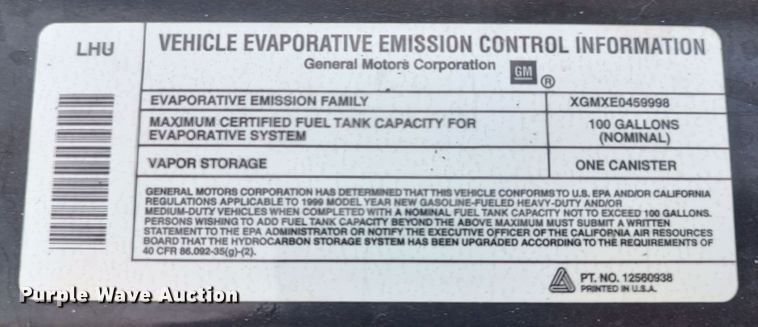 LHU
VEHICLE EVAPORATIVE EMISSION CONTROL INFORMATION
General Motors Corporation
GM ®
EVAPORATIVE EMISSION FAMILY XGMXE0459998
MAXIMUM CERTIFIED FUEL TANK CAPACITY FOR
EVAPORATIVE SYSTEM
100 GALLONS
(NOMINAL)
VAPOR STORAGE ONE CANISTER
GENERAL MOTORS CORPORATION HAS DETERMINED THAT THIS VEHICLE CONFORMS TO U.S. EPA AND/OR CALIFORNIA
REGULATIONS APPLICABLE TO 1999 MODEL YEAR NEW GASOLINE-FUELED HEAVY-DUTY AND/OR
MEDIUM-DUTY VEHICLES WHEN COMPLETED WITH A NOMINAL FUEL TANK CAPACITY NOT TO EXCEED 100 GALLONS.
PERSONS WISHING TO ADD FUEL TANK CAPACITY BEYOND THE ABOVE MAXIMUM MUST SUBMIT A WRITTEN
STATEMENT TO THE EPA ADMINISTRATOR OR NOTIFY THE EXECUTIVE OFFICER OF THE CALIFORNIA AIR RESOURCES
BOARD THAT THE HYDROCARBON STORAGE SYSTEM HAS BEEN UPGRADED ACCORDING TO THE REQUIREMENTS OF
40 CFR 86.092-35(g)-(2).
PT. NO. 12560938
PRINTED IN U.S.A.
Purple Wave Auction